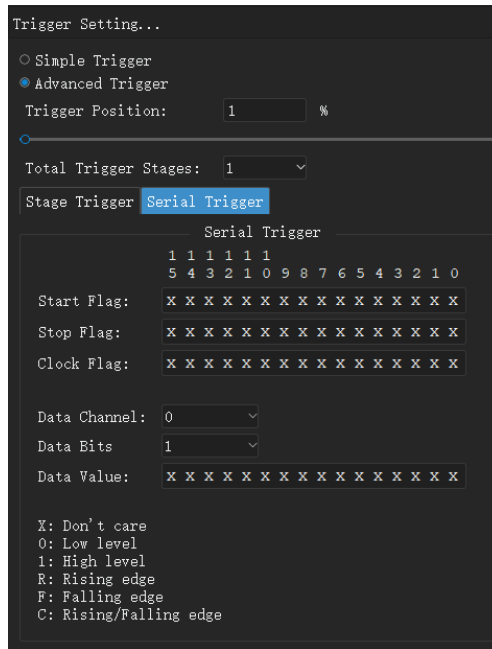 Trigger Setting...
Simple Trigger
Advanced Trigger
Trigger Position: 1 %
Total Trigger Stages: 1
Stage Trigger Serial Trigger
Serial Trigger
1 1 1 1 1 1
5 4 3 2 1 0 9 8 7 6 5 4 3 2 1 0
Start Flag: X X X X X X X X X X X X X X X X
Stop Flag: X X X X X X X X X X X X X X X X
Clock Flag: X X X X X X X X X X X X X X X X
Data Channel: 0
Data Bits 1
Data Value: X X X X X X X X X X X X X X X X
X: Don't care
0: Low level
1: High level
R: Rising edge
F: Falling edge
C: Rising/Falling edge